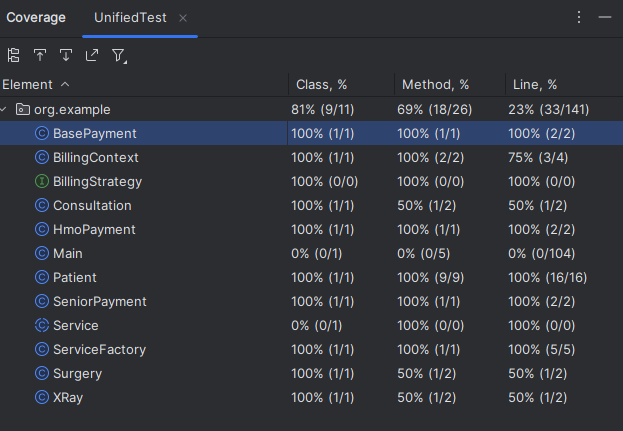 Coverage UnifiedTest
Element Class, % Method, % Line, %
org.example 81% (9/11) 69% (18/26) 23% (33/141)
BasePayment 100% (1/1) 100% (1/1) 100% (2/2)
BillingContext 100% (1/1) 100% (2/2) 75% (3/4)
BillingStrategy 100% (0/0) 100% (0/0) 100% (0/0)
Consultation 100% (1/1) 50% (1/2) 50% (1/2)
HmoPayment 100% (1/1) 100% (1/1) 100% (2/2)
Main 0% (0/1) 0% (0/5) 0% (0/104)
Patient 100% (1/1) 100% (9/9) 100% (16/16)
SeniorPayment 100% (1/1) 100% (1/1) 100% (2/2)
Service 0% (0/1) 100% (0/0) 100% (0/0)
ServiceFactory 100% (1/1) 100% (1/1) 100% (5/5)
Surgery 100% (1/1) 50% (1/2) 50% (1/2)
XRay 100% (1/1) 50% (1/2) 50% (1/2)